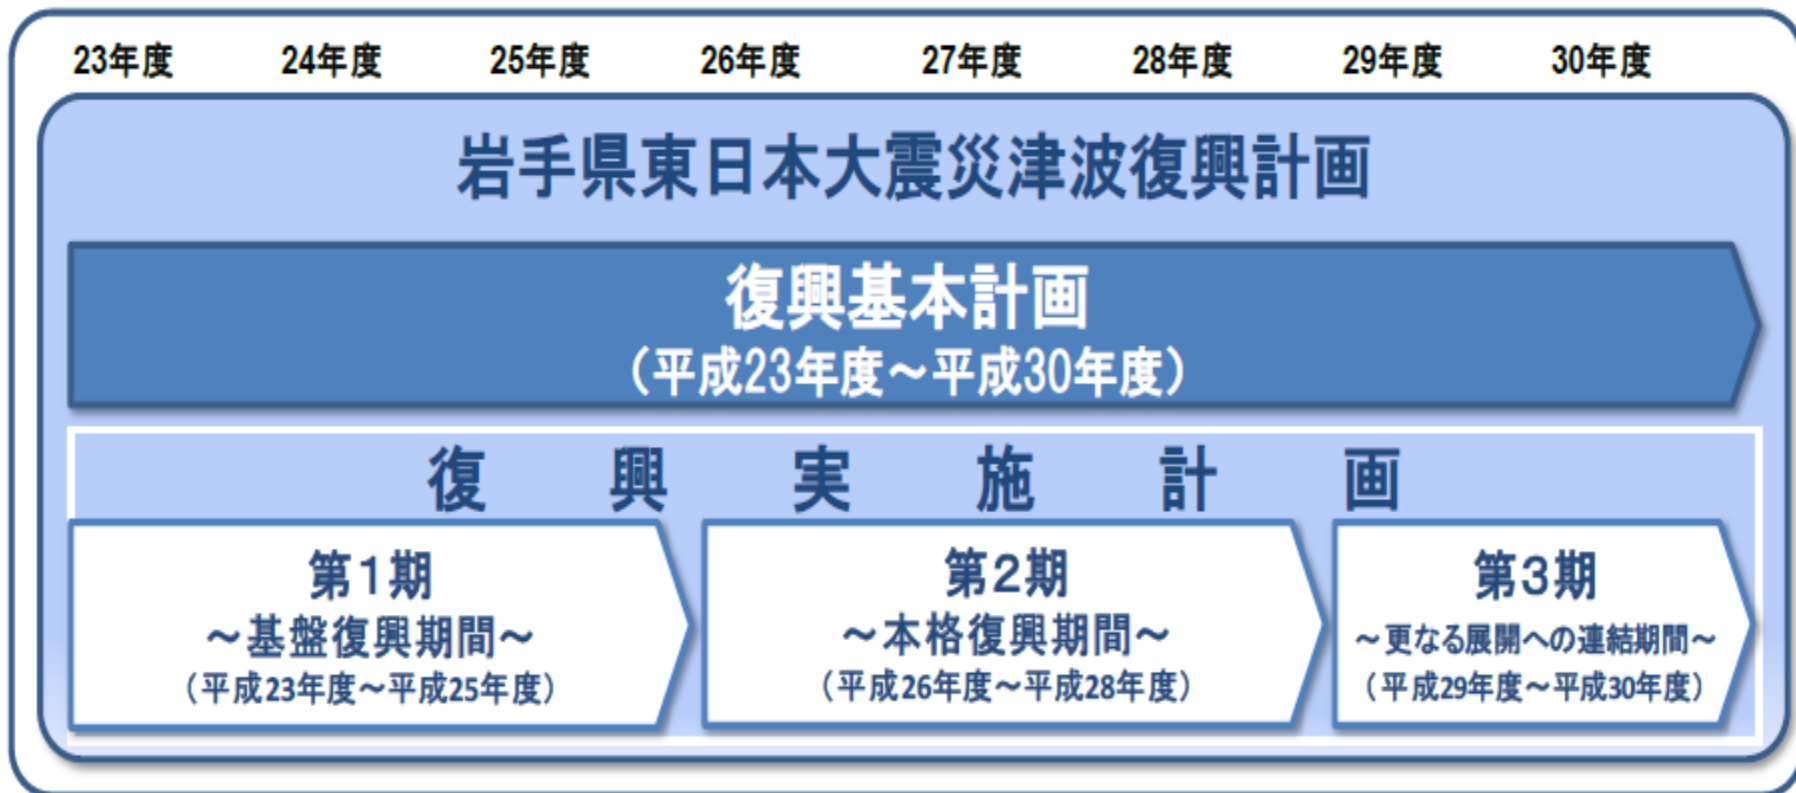 23年度 24年度 25年度 26年度 27年度 28年度 29年度 30年度
岩手県東日本大震災津波復興計画
復興基本計画
（平成23年度～平成30年度）
復興実施計画
第１期
～基盤復興期間～
（平成23年度～平成25年度）
第２期
～本格復興期間～
（平成26年度～平成28年度）
第３期
～更なる展開への連結期間～
（平成29年度～平成30年度）